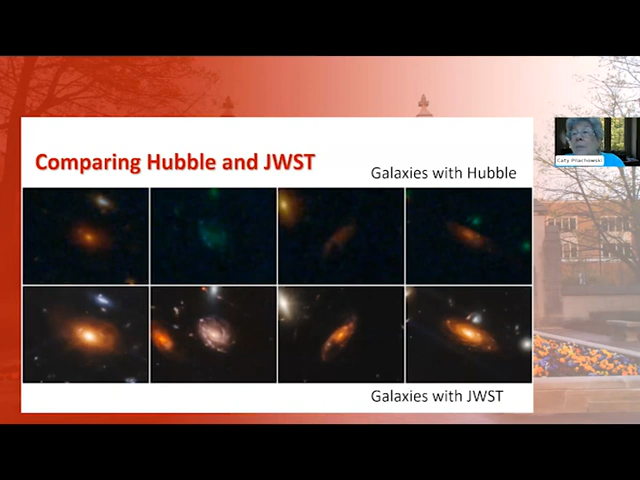 Comparing Hubble and JWST
Galaxies with Hubble
Caty Pilachowski
Galaxies with JWST